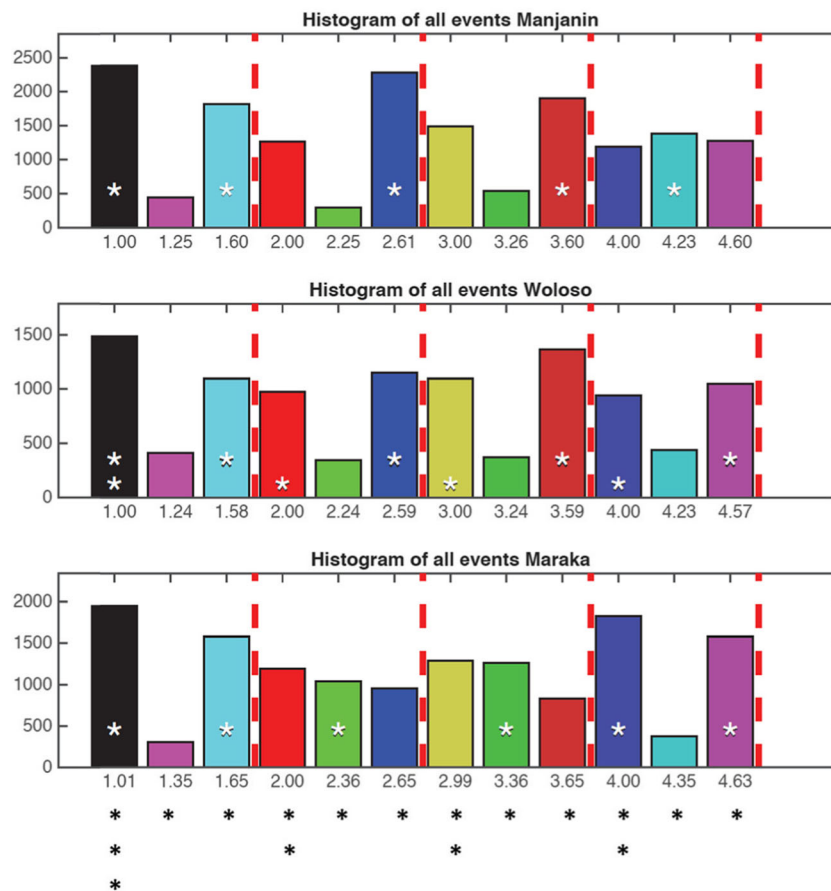 Histogram of all events Manjanin
2500
2000
1500
1000
500
0
1.00 1.25 1.60 2.00 2.25 2.61 3.00 3.26 3.60 4.00 4.23 4.60
* * * * *
Histogram of all events Woloso
1500
1000
500
0
* * * * *
* * * *
1.00 1.24 1.58 2.00 2.24 2.59 3.00 3.24 3.59 4.00 4.23 4.57
Histogram of all events Maraka
2000
1500
1000
500
0
* * * * * *
1.01 1.35 1.65 2.00 2.36 2.65 2.99 3.36 3.65 4.00 4.35 4.63
* * * * * * * * * * * *
* * * *
*